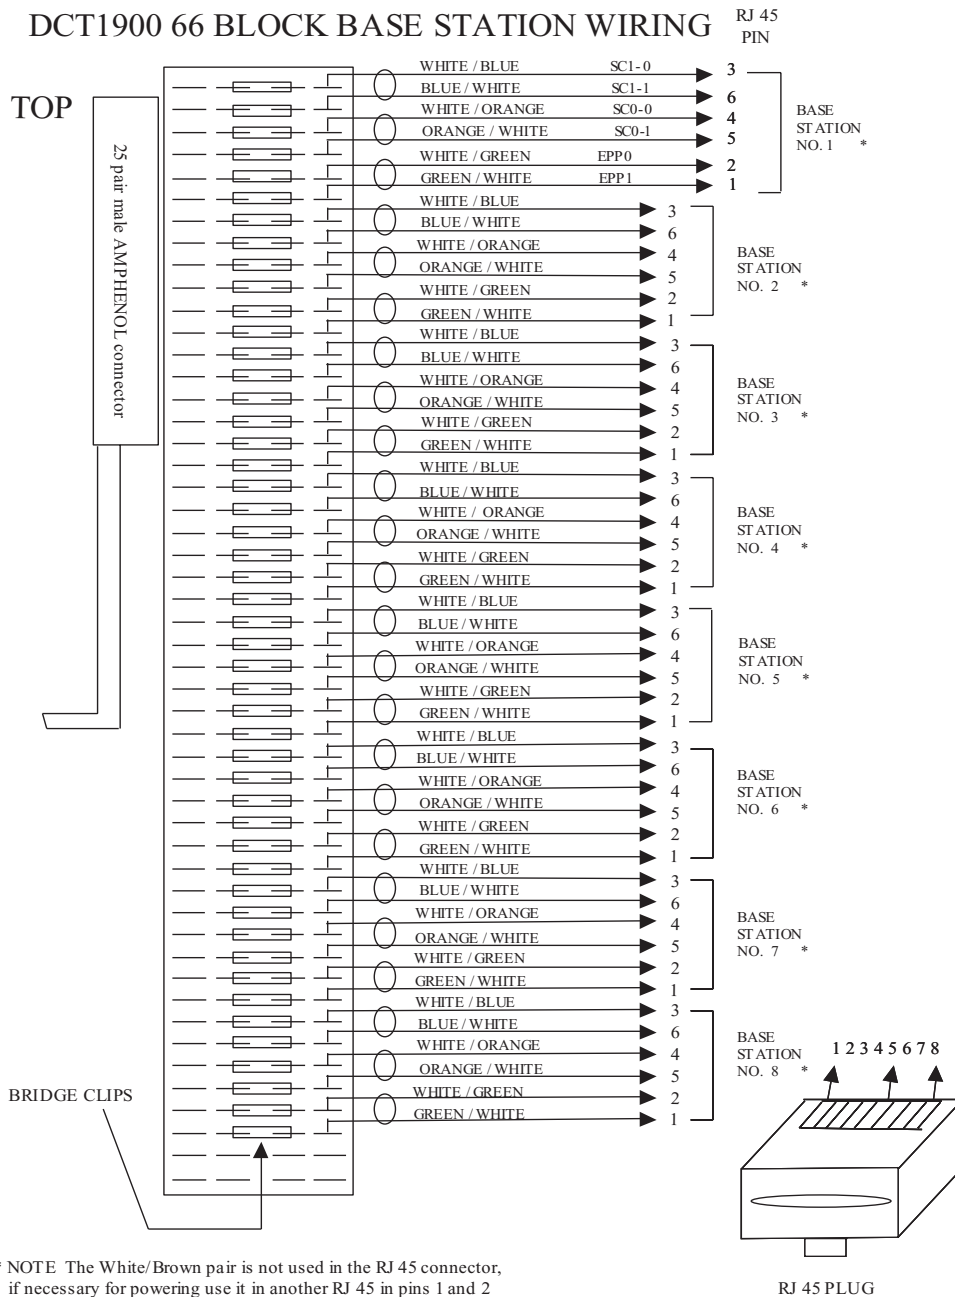 DCT1900 66 BLOCK BASE STATION WIRING
RJ 45
PIN
TOP
25 pair male AMPHENOL connector
WHITE / BLUE SC1-0 3
BLUE / WHITE SC1-1 6
WHITE / ORANGE SC0-0 4
ORANGE / WHITE SC0-1 5
WHITE / GREEN EPP0 2
GREEN / WHITE EPP1 1
BASE
STATION
NO. 1 *
WHITE / BLUE 3
BLUE / WHITE 6
WHITE / ORANGE 4
ORANGE / WHITE 5
WHITE / GREEN 2
GREEN / WHITE 1
BASE
STATION
NO. 2 *
WHITE / BLUE 3
BLUE / WHITE 6
WHITE / ORANGE 4
ORANGE / WHITE 5
WHITE / GREEN 2
GREEN / WHITE 1
BASE
STATION
NO. 3 *
WHITE / BLUE 3
BLUE / WHITE 6
WHITE / ORANGE 4
ORANGE / WHITE 5
WHITE / GREEN 2
GREEN / WHITE 1
BASE
STATION
NO. 4 *
WHITE / BLUE 3
BLUE / WHITE 6
WHITE / ORANGE 4
ORANGE / WHITE 5
WHITE / GREEN 2
GREEN / WHITE 1
BASE
STATION
NO. 5 *
WHITE / BLUE 3
BLUE / WHITE 6
WHITE / ORANGE 4
ORANGE / WHITE 5
WHITE / GREEN 2
GREEN / WHITE 1
BASE
STATION
NO. 6 *
WHITE / BLUE 3
BLUE / WHITE 6
WHITE / ORANGE 4
ORANGE / WHITE 5
WHITE / GREEN 2
GREEN / WHITE 1
BASE
STATION
NO. 7 *
WHITE / BLUE 3
BLUE / WHITE 6
WHITE / ORANGE 4
ORANGE / WHITE 5
WHITE / GREEN 2
GREEN / WHITE 1
BASE
STATION
NO. 8 *
1 2 3 4 5 6 7 8
BRIDGE CLIPS
* NOTE The White/Brown pair is not used in the RJ 45 connector,
if necessary for powering use it in another RJ 45 in pins 1 and 2
RJ 45 PLUG